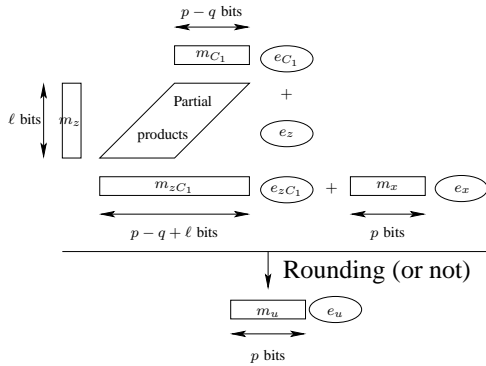 p − q bits
m_{C_1} e_{C_1}
Partial +
ℓ bits m_z
products e_z
m_{zC_1} e_{zC_1} + m_x e_x
p − q + ℓ bits p bits
Rounding (or not)
m_u e_u
p bits